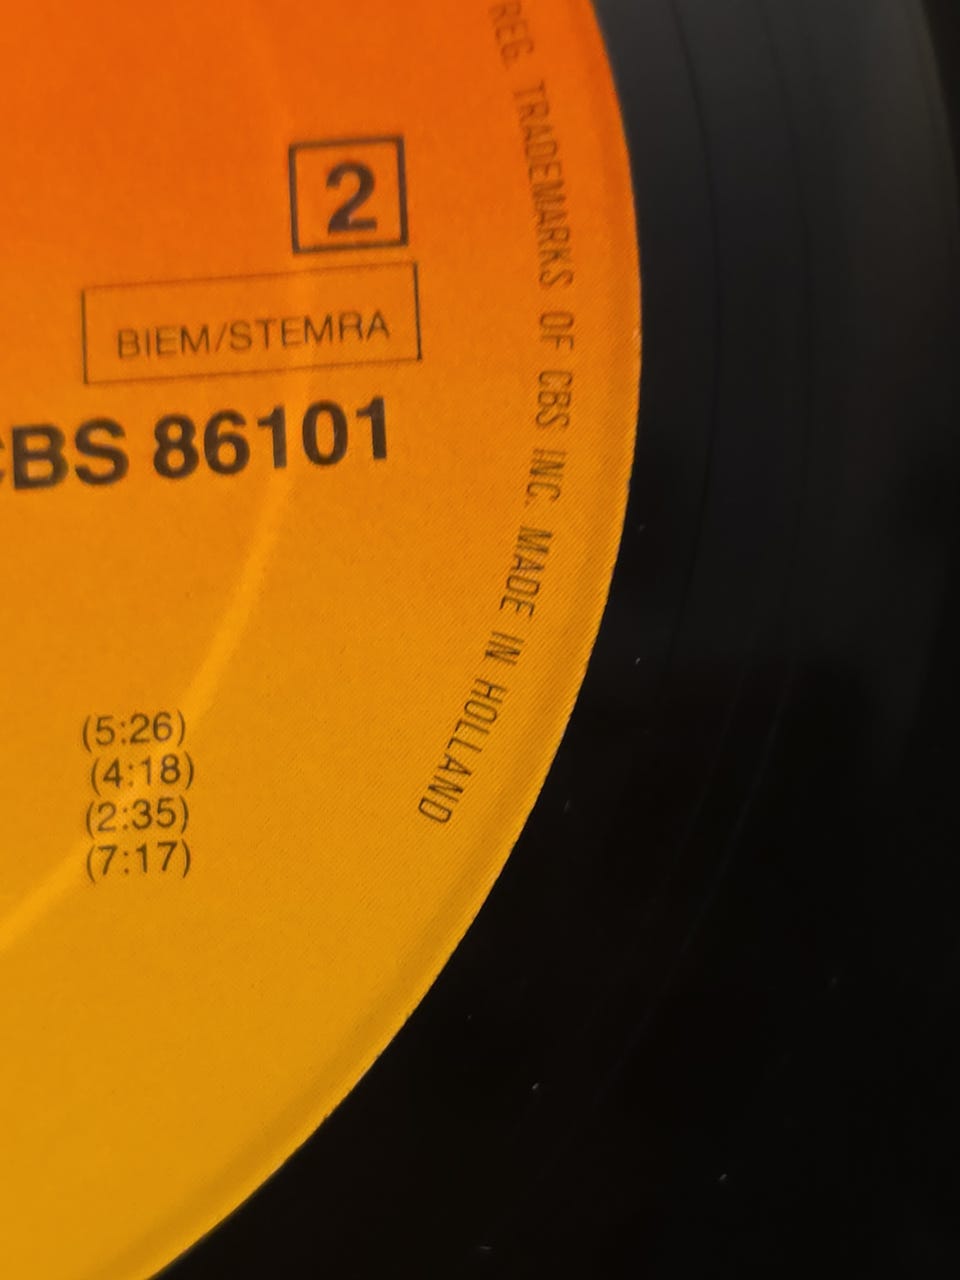 2
BIEM/STEMRA
CBS 86101
(5:26)
(4:18)
(2:35)
(7:17)
REG. TRADEMARKS OF CBS INC. MADE IN HOLLAND